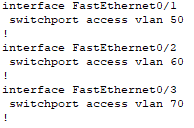 interface FastEthernet0/1
 switchport access vlan 50
!
interface FastEthernet0/2
 switchport access vlan 60
!
interface FastEthernet0/3
 switchport access vlan 70
!